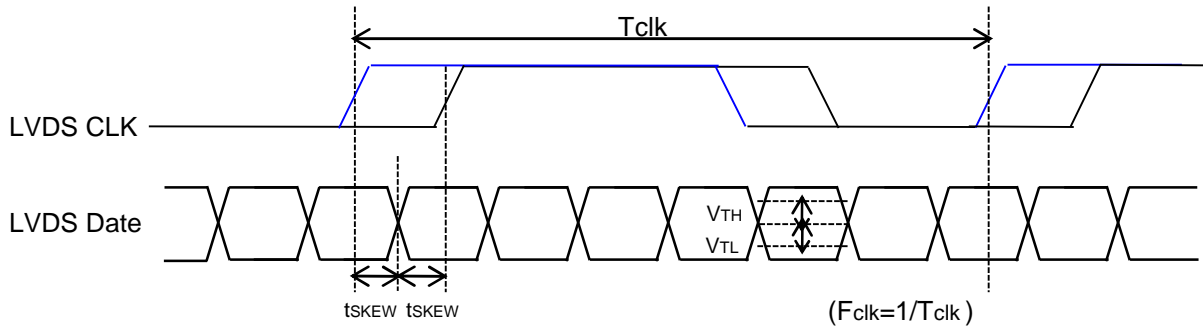 Tclk
LVDS CLK
LVDS Date
VTH
VTL
tSKEW tSKEW
(Fclk=1/Tclk )